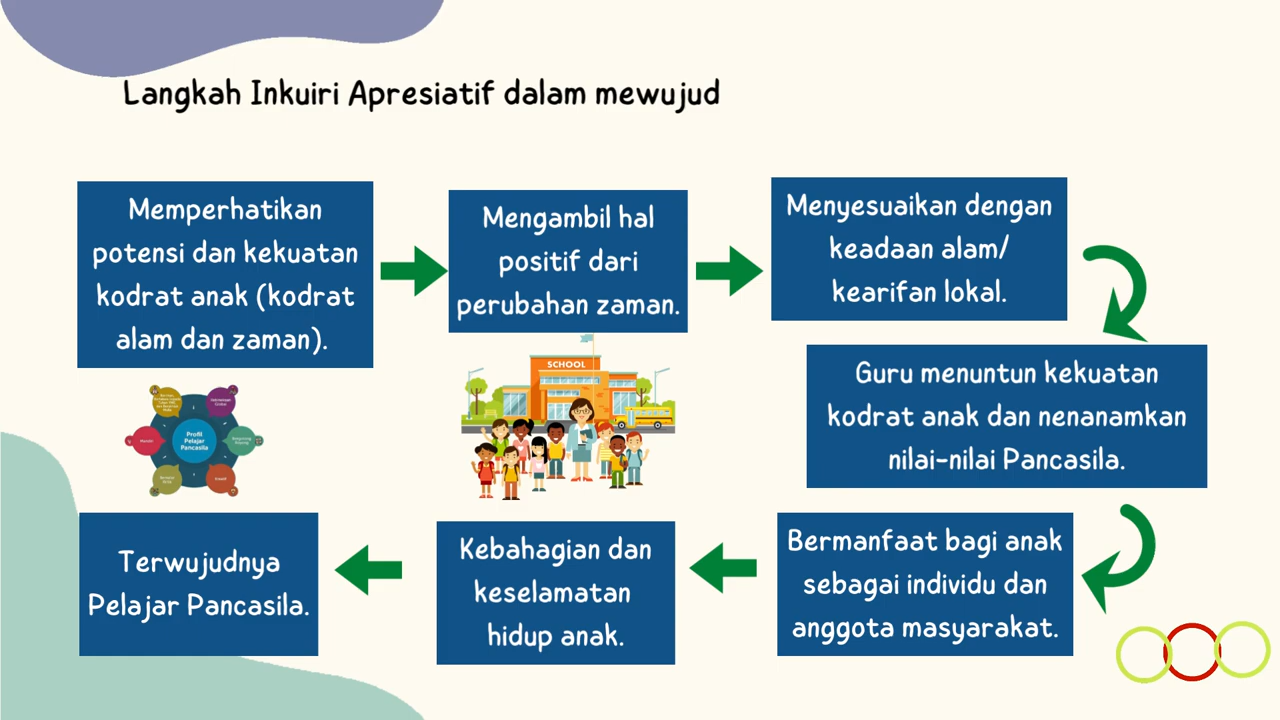 Langkah Inkuiri Apresiatif dalam mewujud
Memperhatikan
potensi dan kekuatan
kodrat anak (kodrat
alam dan zaman).
Mengambil hal
positif dari
perubahan zaman.
Menyesuaikan dengan
keadaan alam/
kearifan lokal.
Guru menuntun kekuatan
kodrat anak dan nenanamkan
nilai-nilai Pancasila.
Bermanfaat bagi anak
sebagai individu dan
anggota masyarakat.
Kebahagian dan
keselamatan
hidup anak.
Terwujudnya
Pelajar Pancasila.
SCHOOL
Profil
Pelajar
Pancasila
Mandiri
Kreatif